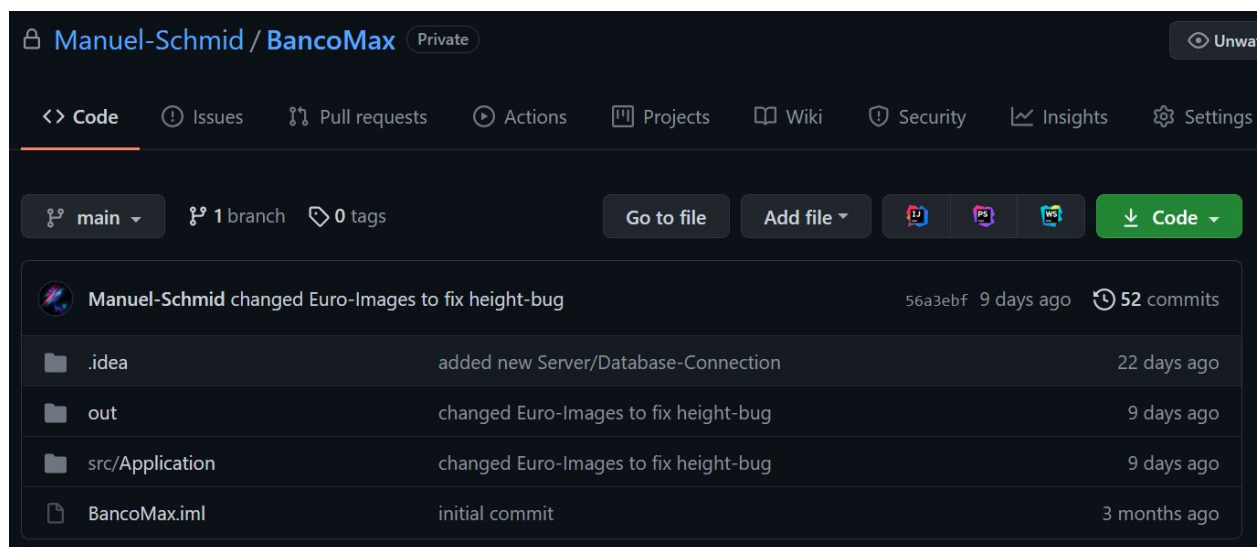 Manuel-Schmid / BancoMax Private
Unwa
Code Issues Pull requests Actions Projects Wiki Security Insights Settings
main 1 branch 0 tags Go to file Add file IJ PS WS Code
Manuel-Schmid changed Euro-Images to fix height-bug 56a3ebf 9 days ago 52 commits
.idea added new Server/Database-Connection 22 days ago
out changed Euro-Images to fix height-bug 9 days ago
src/Application changed Euro-Images to fix height-bug 9 days ago
BancoMax.iml initial commit 3 months ago